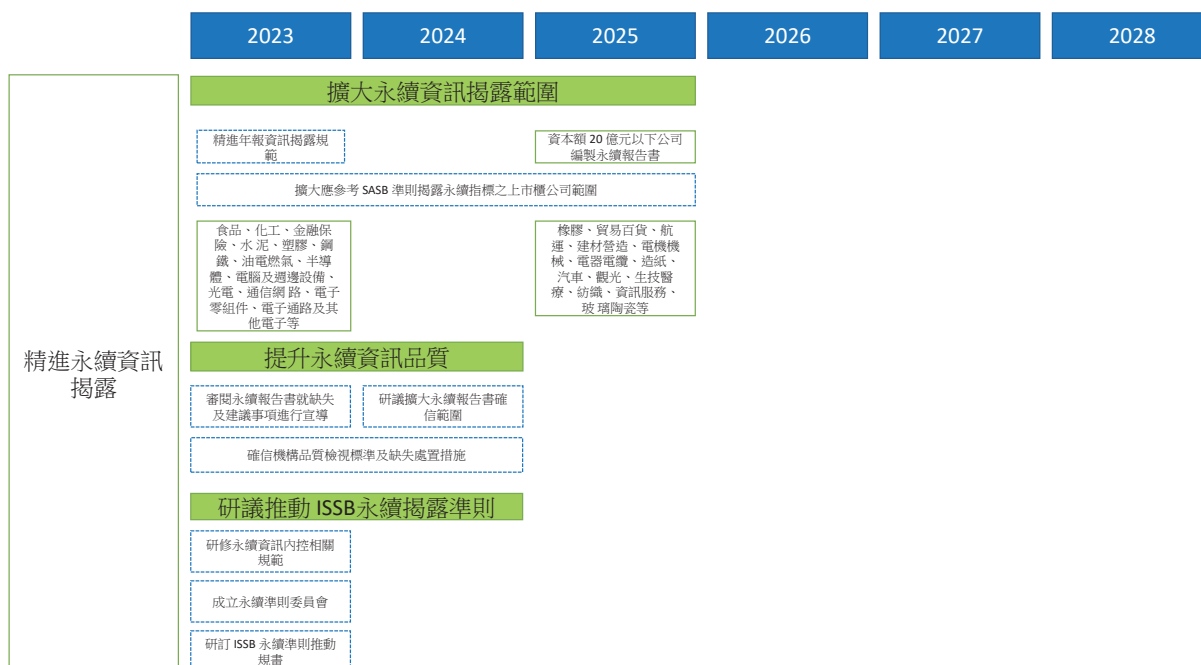 2023
2024
2025
2026
2027
2028
精進永續資訊
揭露
擴大永續資訊揭露範圍
精進年報資訊揭露規
範
資本額 20 億元以下公司
編製永續報告書
擴大應參考 SASB 準則揭露永續指標之上市櫃公司範圍
食品、化工、金融保
險、水 泥、塑膠、鋼
鐵、油電燃氣、半導
體、電腦及週邊設備、
光電、通信網 路、電子
零組件、電子通路及其
他電子等
橡膠、貿易百貨、航
運、建材營造、電機機
械、電器電纜、造紙、
汽車、觀光、生技醫
療、紡織、資訊服務、
玻 璃陶瓷等
提升永續資訊品質
審閱永續報告書就缺失
及建議事項進行宣導
研議擴大永續報告書確
信範圍
確信機構品質檢視標準及缺失處置措施
研議推動 ISSB 永續揭露準則
研修永續資訊內控相關
規範
成立永續準則委員會
研訂 ISSB 永續準則推動
規畫